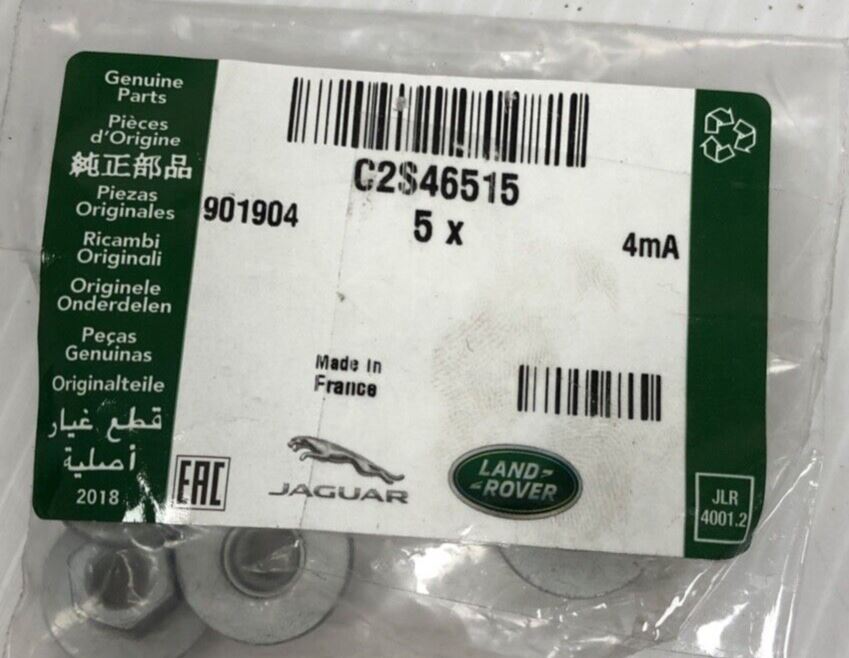 Genuine
Parts
Pièces
d'Origine
純正部品
Piezas
Originales
Ricambi
Originali
Originele
Onderdelen
Peças
Genuinas
Originalteile
قطع غيار
أصلية
2018
C2S46515
901904
5 x
4mA
Made In
France
EAC
JAGUAR
LAND-
-ROVER
JLR
4001.2